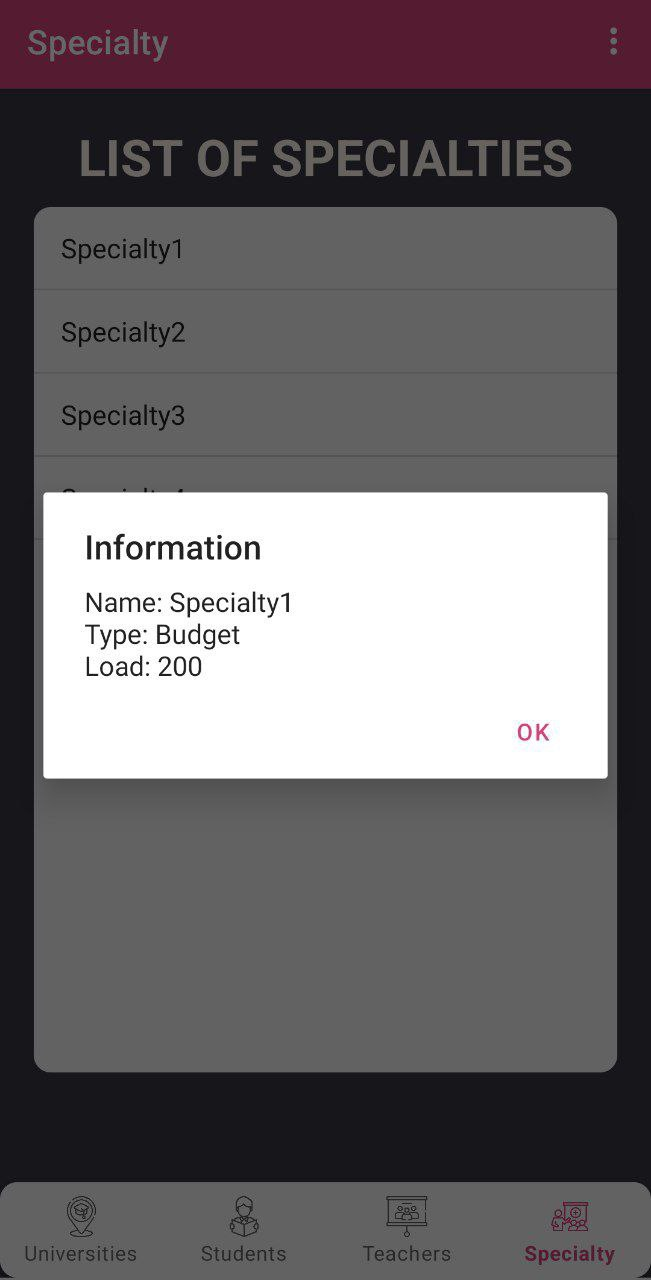 Specialty
LIST OF SPECIALTIES
Specialty1
Specialty2
Specialty3
Information
Name: Specialty1
Type: Budget
Load: 200
OK
Universities
Students
Teachers
Specialty